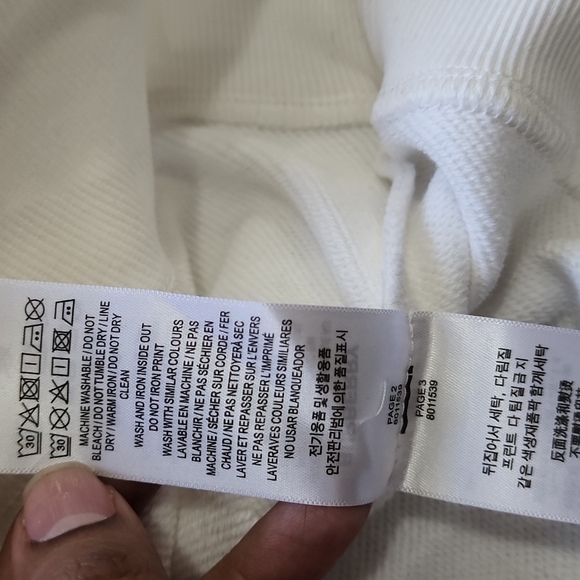 30
30
MACHINE WASHABLE / DO NOT
BLEACH / DO NOT TUMBLE DRY / LINE
DRY / WARM IRON / DO NOT DRY
CLEAN
WASH AND IRON INSIDE OUT
DO NOT IRON PRINT
WASH WITH SIMILAR COLOURS
LAVABLE EN MACHINE / NE PAS
BLANCHIR / NE PAS SÉCHER EN
MACHINE / SÉCHER SUR CORDE / FER
CHAUD / NE PAS NETTOYER A SEC
LAVER ET REPASSER À L'ENVERS
NE PAS REPASSER L'IMPRIMÉ
LAVER AVEC COULEURS SIMILAIRES
NO USAR BLANQUEADOR
전기용품 및 생활용품
안전관리법에 의한 품질표시
PAGE 2
8011539
PAGE 3
8011539
뒤집어서 세탁, 다림질
프린트 다림질 금지
같은 색상제품과 함께 세탁
反面洗滌和熨燙